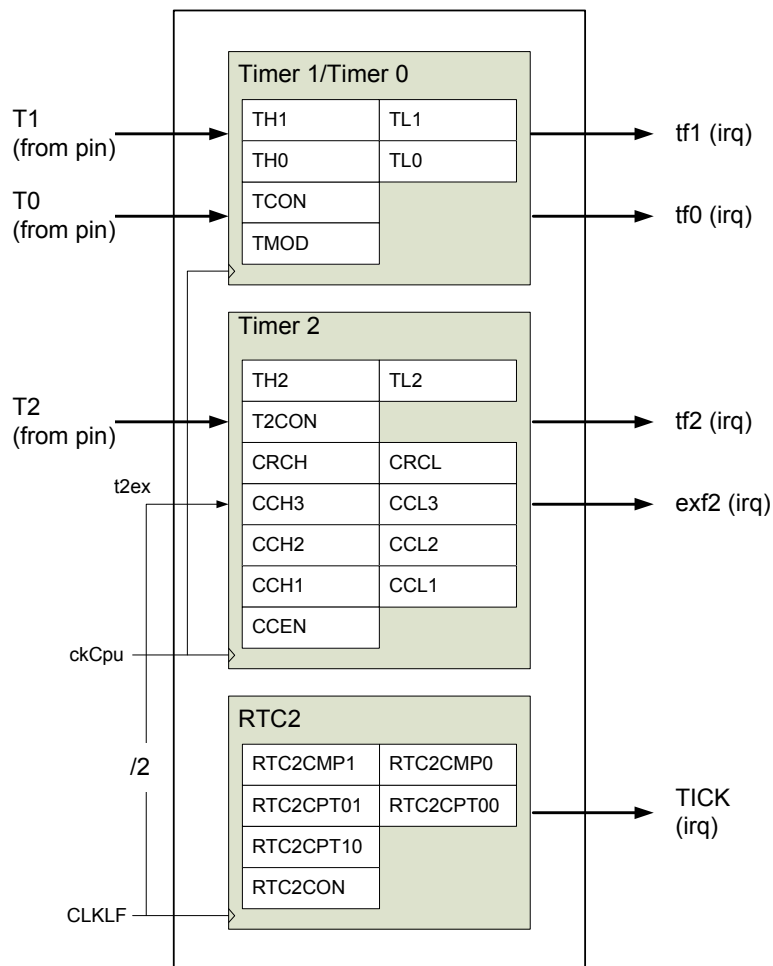 Timer 1/Timer 0
T1
(from pin)
TH1 TL1
tf1 (irq)
TH0 TL0
T0
(from pin)
TCON
tf0 (irq)
TMOD
Timer 2
TH2 TL2
T2
(from pin)
T2CON
tf2 (irq)
CRCH CRCL
t2ex
CCH3 CCL3
exf2 (irq)
CCH2 CCL2
CCH1 CCL1
CCEN
ckCpu
RTC2
/2
RTC2CMP1 RTC2CMP0
RTC2CPT01 RTC2CPT00
TICK
(irq)
RTC2CPT10
RTC2CON
CLKLF